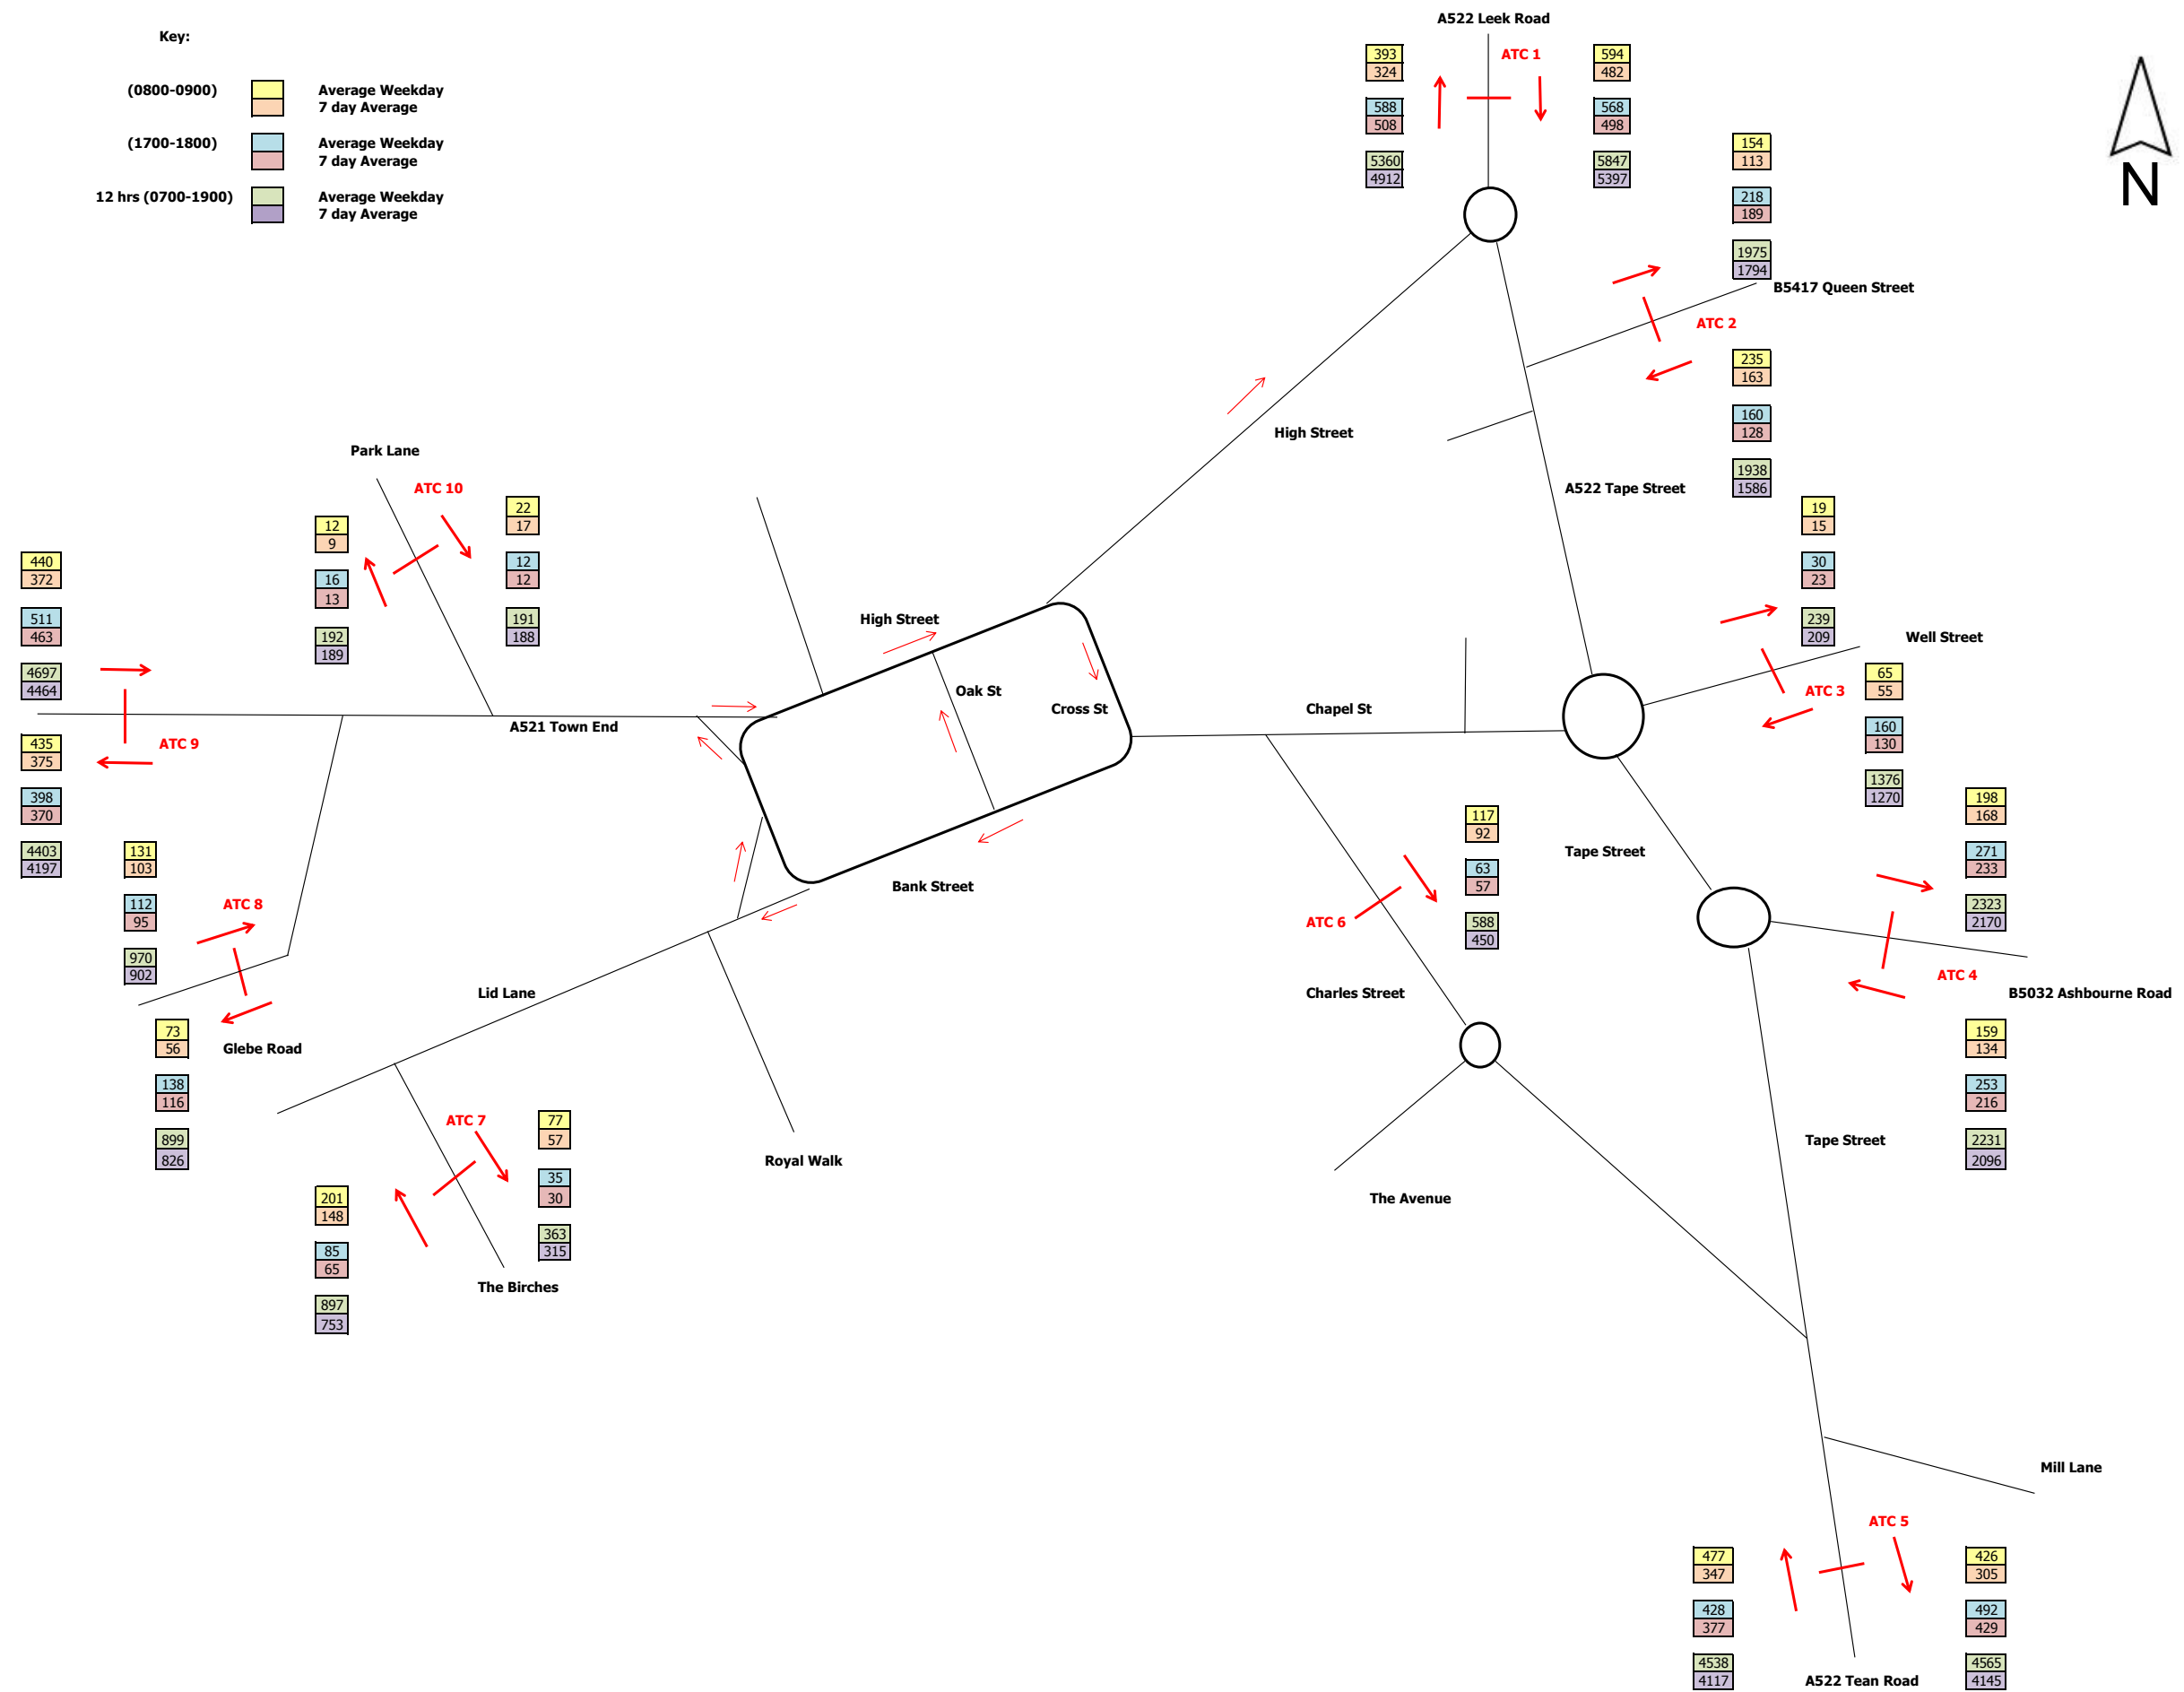 Key:
(0800-0900) Average Weekday
7 day Average
(1700-1800) Average Weekday
7 day Average
12 hrs (0700-1900) Average Weekday
7 day Average
N
A522 Leek Road
ATC 1
393
324
588
508
5360
4912
594
482
568
498
5847
5397
154
113
218
189
1975
1794
B5417 Queen Street
ATC 2
235
163
160
128
1938
1586
High Street
A522 Tape Street
19
15
30
23
239
209
Well Street
ATC 3
65
55
160
130
1376
1270
Park Lane
ATC 10
12
9
16
13
192
189
22
17
12
12
191
188
440
372
511
463
4697
4464
A521 Town End
ATC 9
435
375
398
370
4403
4197
High Street
Oak St
Cross St
Chapel St
Bank Street
131
103
112
95
970
902
ATC 8
73
56
138
116
899
826
Glebe Road
Lid Lane
ATC 7
77
57
35
30
363
315
201
148
85
65
897
753
The Birches
Royal Walk
117
92
63
57
588
450
ATC 6
Charles Street
The Avenue
Tape Street
198
168
271
233
2323
2170
ATC 4
B5032 Ashbourne Road
159
134
253
216
2231
2096
Tape Street
Mill Lane
ATC 5
477
347
428
377
4538
4117
426
305
492
429
4565
4145
A522 Tean Road